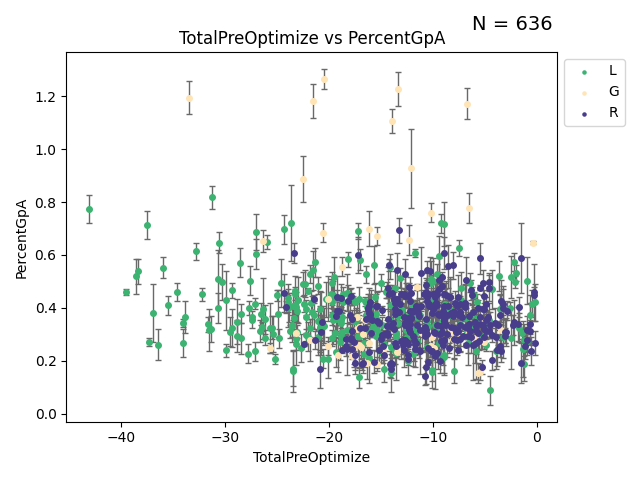 N = 636
TotalPreOptimize vs PercentGpA
L
G
R
1.2
1.0
0.8
0.6
0.4
0.2
0.0
PercentGpA
−40
−30
−20
−10
0
TotalPreOptimize